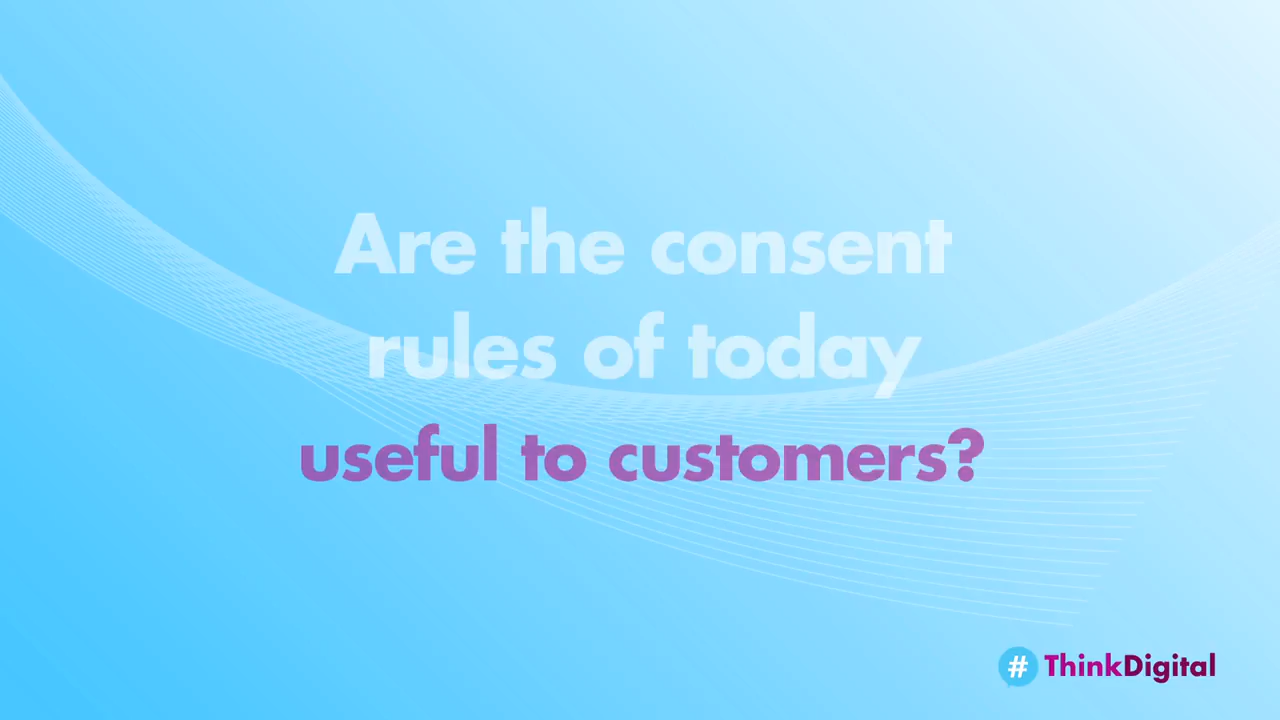 Are the consent
rules of today
useful to customers?
# ThinkDigital